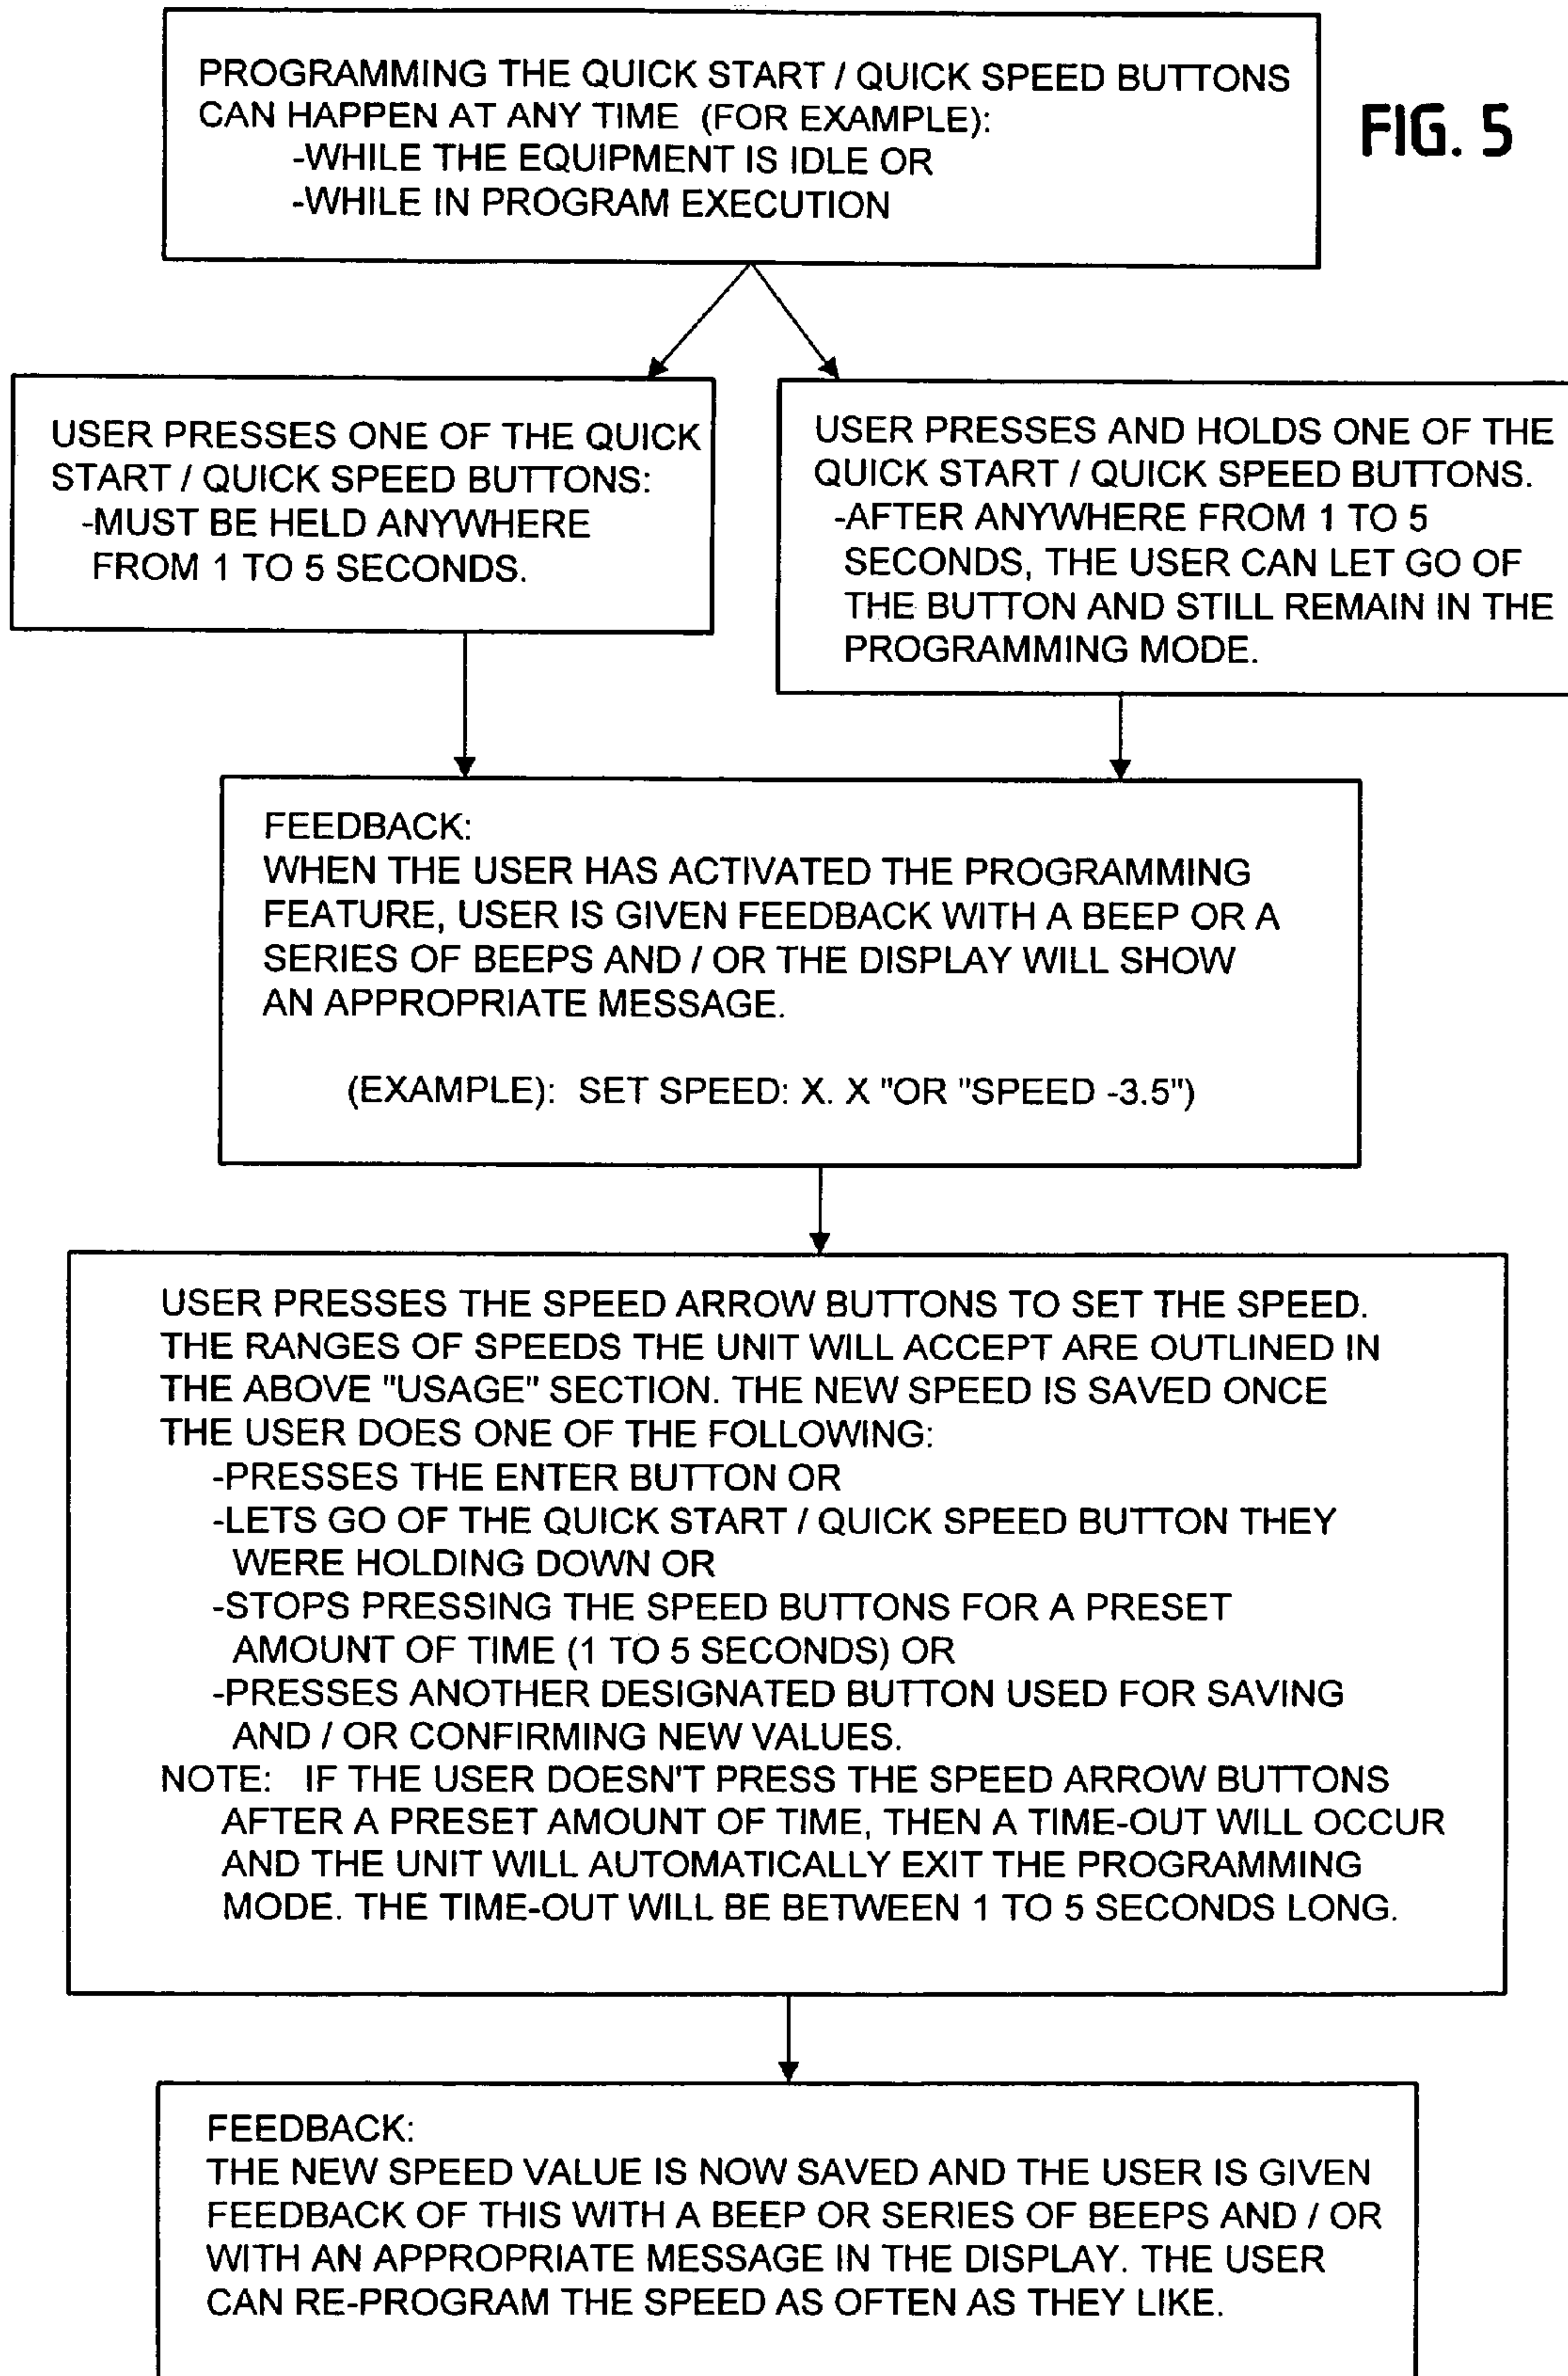 PROGRAMMING THE QUICK START / QUICK SPEED BUTTONS
CAN HAPPEN AT ANY TIME (FOR EXAMPLE):
-WHILE THE EQUIPMENT IS IDLE OR
-WHILE IN PROGRAM EXECUTION
FIG. 5
USER PRESSES ONE OF THE QUICK
START / QUICK SPEED BUTTONS:
-MUST BE HELD ANYWHERE
FROM 1 TO 5 SECONDS.
USER PRESSES AND HOLDS ONE OF THE
QUICK START / QUICK SPEED BUTTONS.
-AFTER ANYWHERE FROM 1 TO 5
SECONDS, THE USER CAN LET GO OF
THE BUTTON AND STILL REMAIN IN THE
PROGRAMMING MODE.
FEEDBACK:
WHEN THE USER HAS ACTIVATED THE PROGRAMMING
FEATURE, USER IS GIVEN FEEDBACK WITH A BEEP OR A
SERIES OF BEEPS AND / OR THE DISPLAY WILL SHOW
AN APPROPRIATE MESSAGE.
(EXAMPLE): SET SPEED: X. X "OR "SPEED -3.5")
USER PRESSES THE SPEED ARROW BUTTONS TO SET THE SPEED.
THE RANGES OF SPEEDS THE UNIT WILL ACCEPT ARE OUTLINED IN
THE ABOVE "USAGE" SECTION. THE NEW SPEED IS SAVED ONCE
THE USER DOES ONE OF THE FOLLOWING:
-PRESSES THE ENTER BUTTON OR
-LETS GO OF THE QUICK START / QUICK SPEED BUTTON THEY
WERE HOLDING DOWN OR
-STOPS PRESSING THE SPEED BUTTONS FOR A PRESET
AMOUNT OF TIME (1 TO 5 SECONDS) OR
-PRESSES ANOTHER DESIGNATED BUTTON USED FOR SAVING
AND / OR CONFIRMING NEW VALUES.
NOTE: IF THE USER DOESN'T PRESS THE SPEED ARROW BUTTONS
AFTER A PRESET AMOUNT OF TIME, THEN A TIME-OUT WILL OCCUR
AND THE UNIT WILL AUTOMATICALLY EXIT THE PROGRAMMING
MODE. THE TIME-OUT WILL BE BETWEEN 1 TO 5 SECONDS LONG.
FEEDBACK:
THE NEW SPEED VALUE IS NOW SAVED AND THE USER IS GIVEN
FEEDBACK OF THIS WITH A BEEP OR SERIES OF BEEPS AND / OR
WITH AN APPROPRIATE MESSAGE IN THE DISPLAY. THE USER
CAN RE-PROGRAM THE SPEED AS OFTEN AS THEY LIKE.